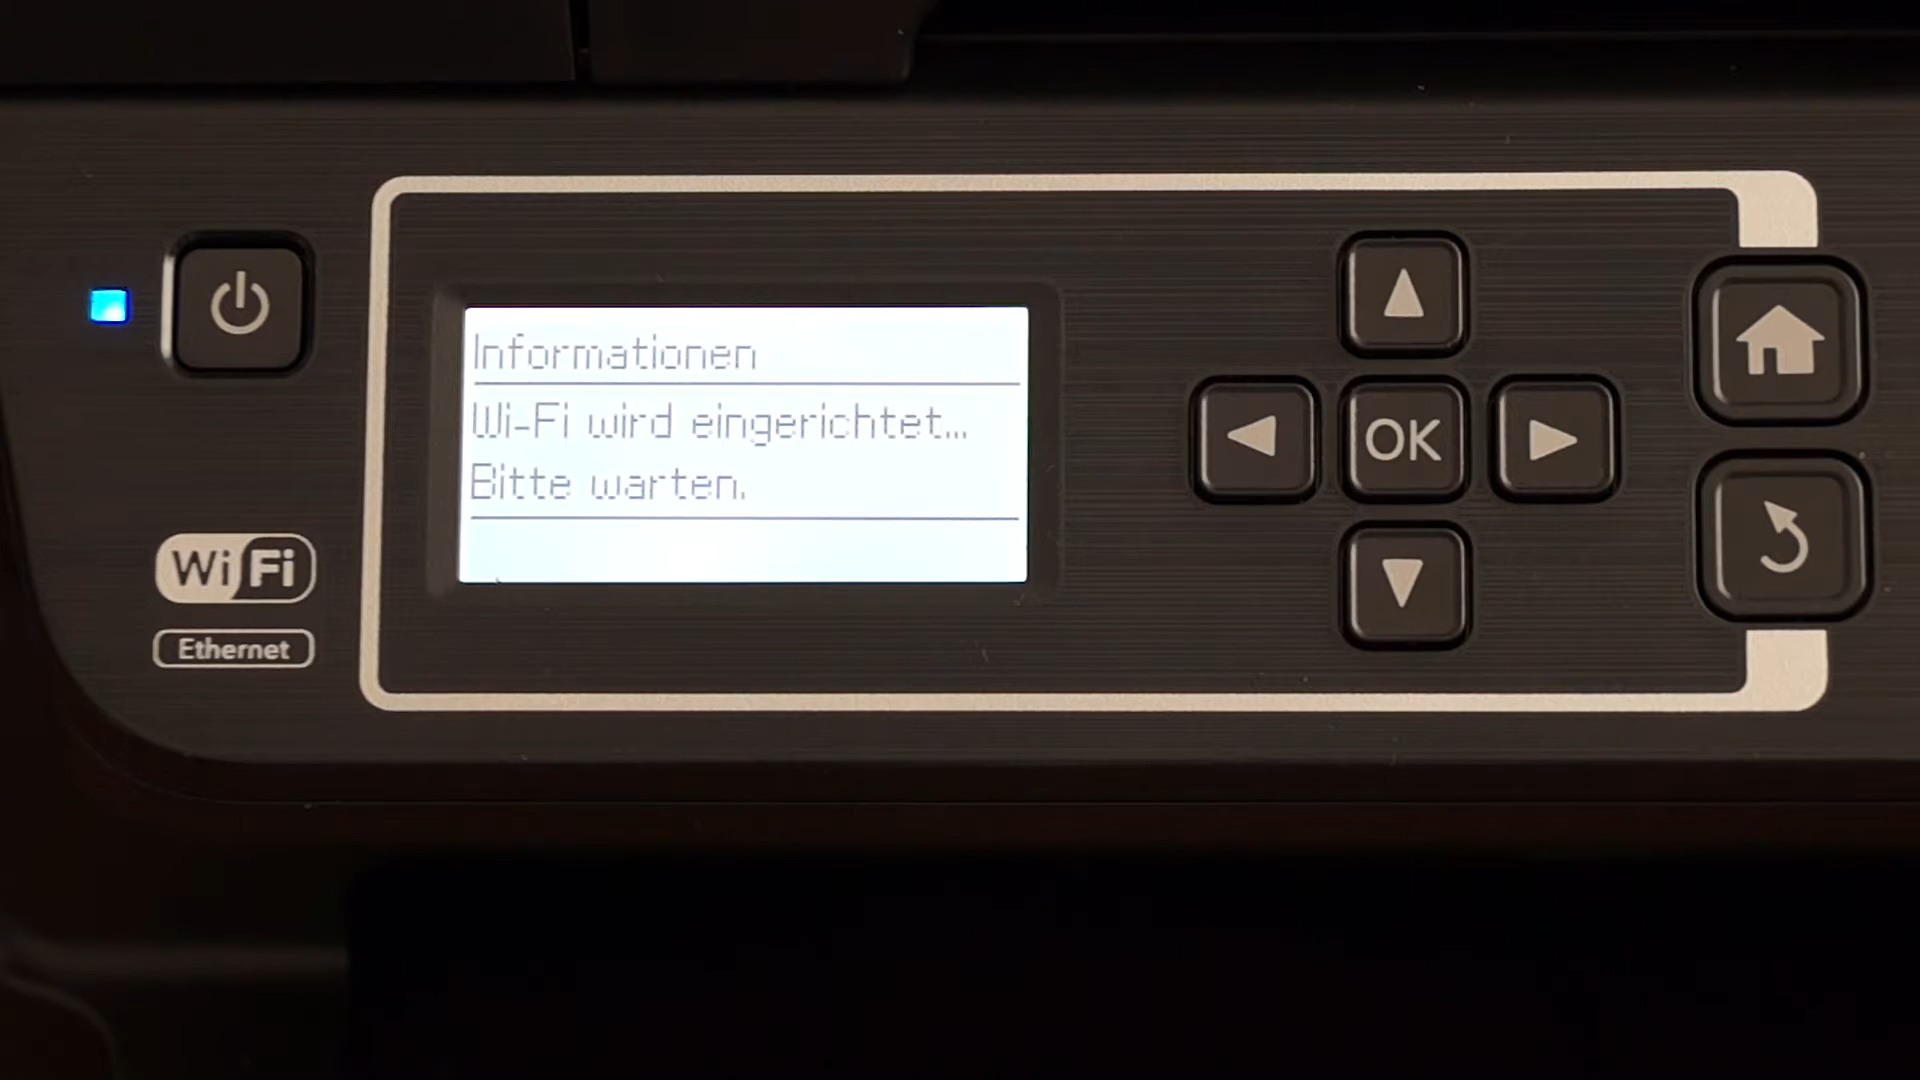 Informationen
Wi-Fi wird eingerichtet...
Bitte warten.
OK
WiFi
Ethernet